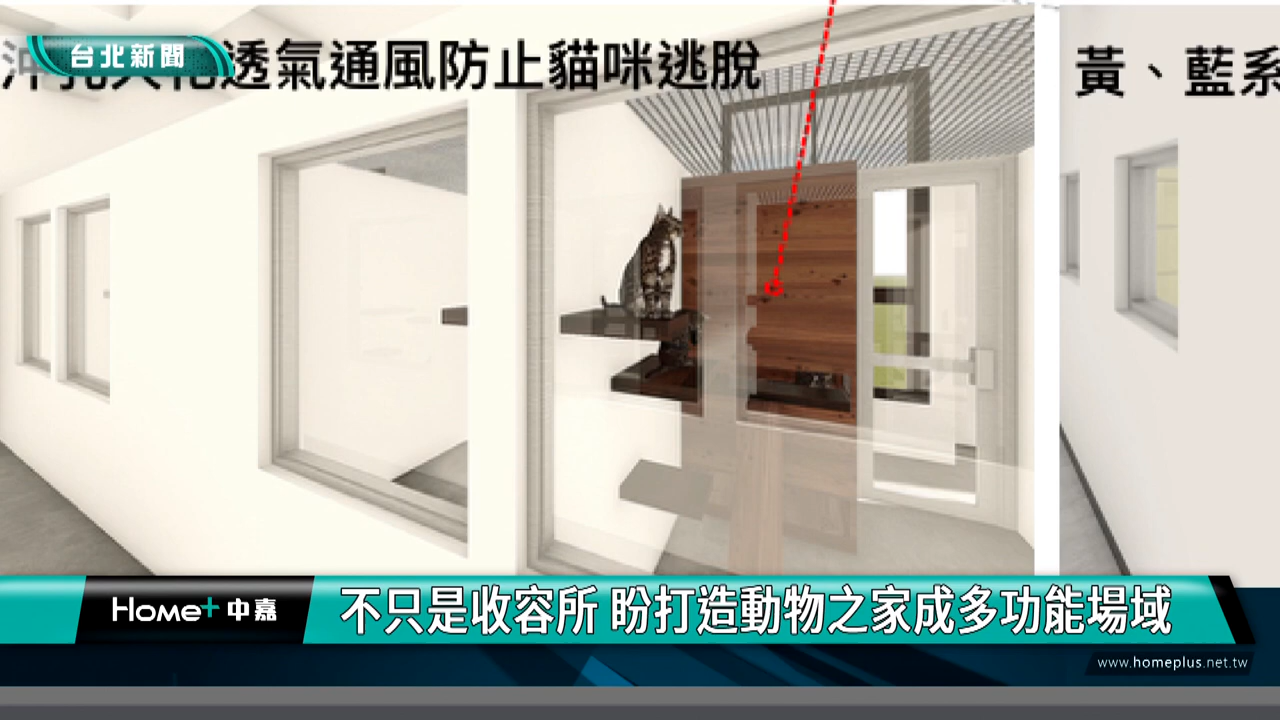 台北新聞
透氣通風防止貓咪逃脫
黃、藍系
Home+中嘉
不只是收容所 盼打造動物之家成多功能場域
www.homeplus.net.tw